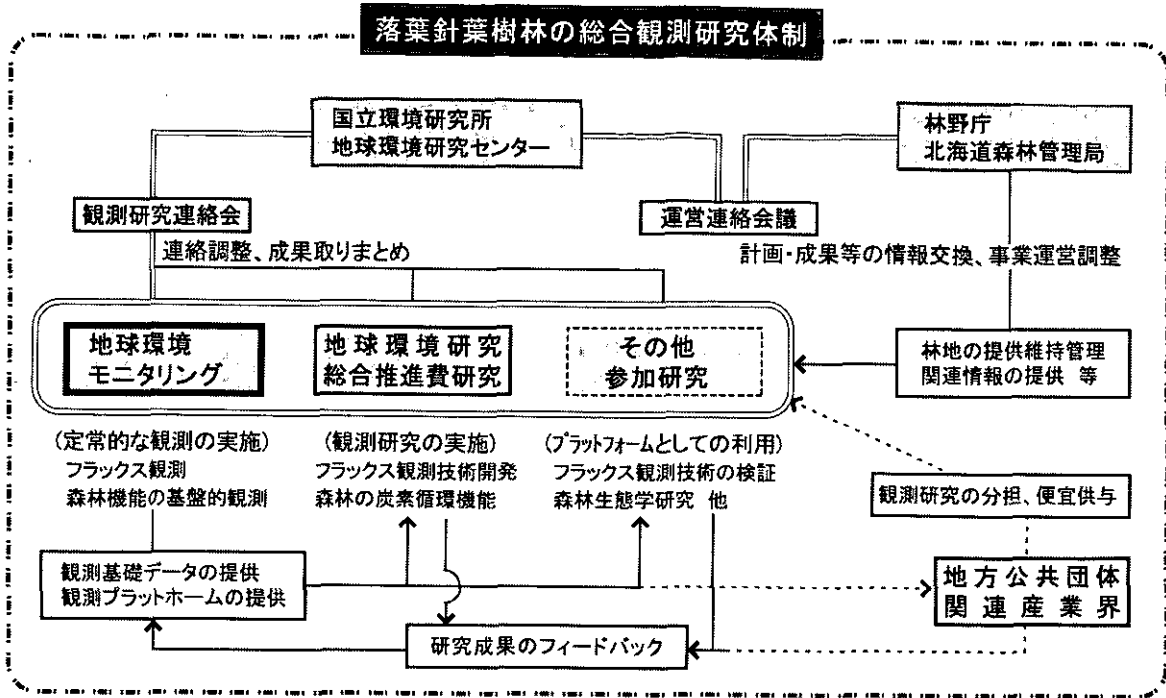 落葉針葉樹林の総合観測研究体制
国立環境研究所
地球環境研究センター
林野庁
北海道森林管理局
観測研究連絡会
運営連絡会議
連絡調整、成果取りまとめ
計画・成果等の情報交換、事業運営調整
地球環境
モニタリング
地球環境研究
総合推進費研究
その他
参加研究
林地の提供維持管理
関連情報の提供 等
(定常的な観測の実施)
フラックス観測
森林機能の基盤的観測
(観測研究の実施)
フラックス観測技術開発
森林の炭素循環機能
(プラットフォームとしての利用)
フラックス観測技術の検証
森林生態学研究 他
観測研究の分担、便宜供与
観測基礎データの提供
観測プラットホームの提供
地方公共団体
関連産業界
研究成果のフィードバック